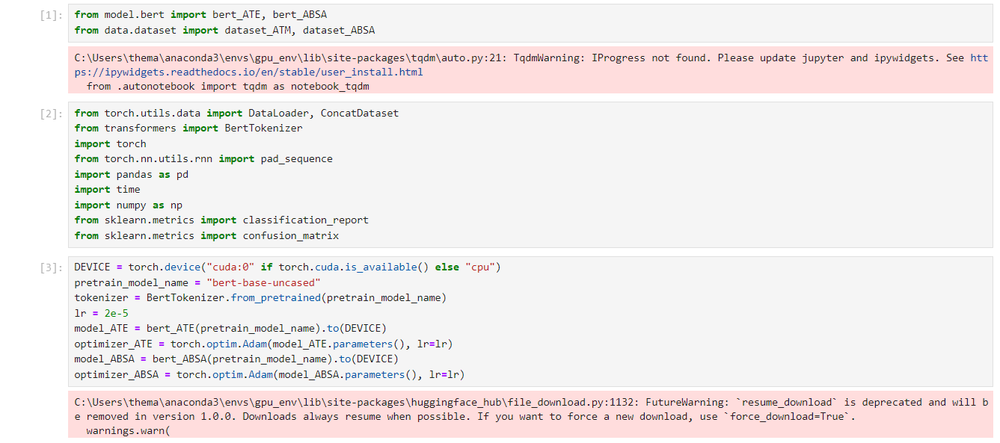 [1]: from model.bert import bert_ATE, bert_ABSA
from data.dataset import dataset_ATM, dataset_ABSA
C:\Users\thema\anaconda3\envs\gpu_env\lib\site-packages\tqdm\auto.py:21: TqdmWarning: IProgress not found. Please update jupyter and ipywidgets. See htt
ps://ipywidgets.readthedocs.io/en/stable/user_install.html
  from .autonotebook import tqdm as notebook_tqdm
[2]: from torch.utils.data import DataLoader, ConcatDataset
from transformers import BertTokenizer
import torch
from torch.nn.utils.rnn import pad_sequence
import pandas as pd
import time
import numpy as np
from sklearn.metrics import classification_report
from sklearn.metrics import confusion_matrix
[3]: DEVICE = torch.device("cuda:0" if torch.cuda.is_available() else "cpu")
pretrain_model_name = "bert-base-uncased"
tokenizer = BertTokenizer.from_pretrained(pretrain_model_name)
lr = 2e-5
model_ATE = bert_ATE(pretrain_model_name).to(DEVICE)
optimizer_ATE = torch.optim.Adam(model_ATE.parameters(), lr=lr)
model_ABSA = bert_ABSA(pretrain_model_name).to(DEVICE)
optimizer_ABSA = torch.optim.Adam(model_ABSA.parameters(), lr=lr)
C:\Users\thema\anaconda3\envs\gpu_env\lib\site-packages\huggingface_hub\file_download.py:1132: FutureWarning: `resume_download` is deprecated and will b
e removed in version 1.0.0. Downloads always resume when possible. If you want to force a new download, use `force_download=True`.
  warnings.warn(